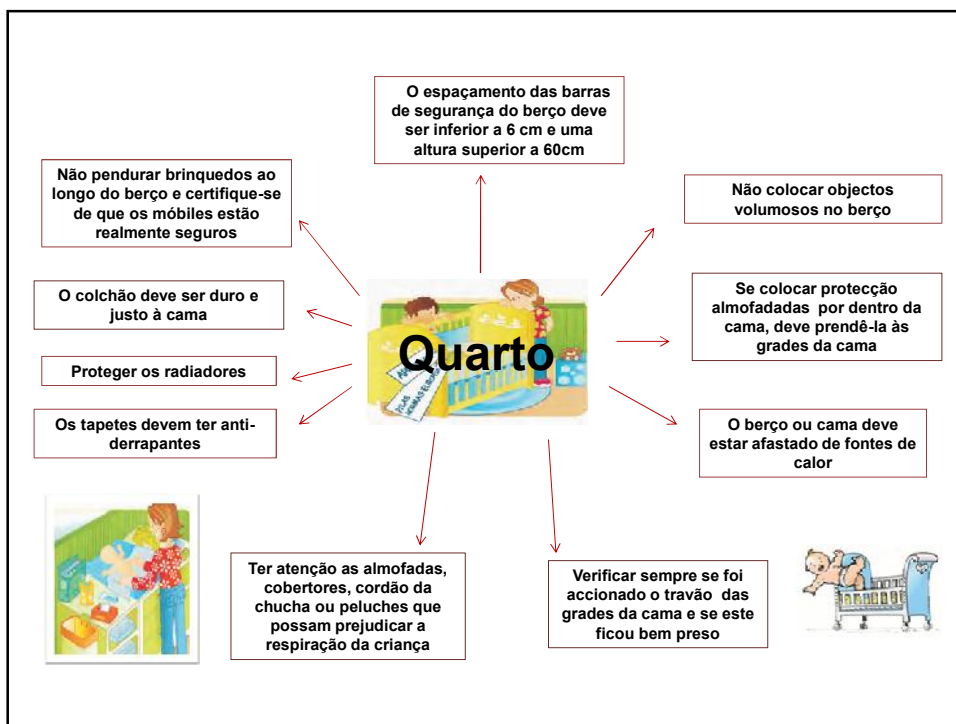 O espaçamento das barras
de segurança do berço deve
ser inferior a 6 cm e uma
altura superior a 60cm
Não pendurar brinquedos ao
longo do berço e certifique-se
de que os móbiles estão
realmente seguros
Não colocar objectos
volumosos no berço
O colchão deve ser duro e
justo à cama
Se colocar protecção
almofadadas por dentro da
cama, deve prendê-la às
grades da cama
Quarto
Proteger os radiadores
Os tapetes devem ter anti-
derrapantes
O berço ou cama deve
estar afastado de fontes de
calor
Ter atenção as almofadas,
cobertores, cordão da
chucha ou peluches que
possam prejudicar a
respiração da criança
Verificar sempre se foi
accionado o travão das
grades da cama e se este
ficou bem preso